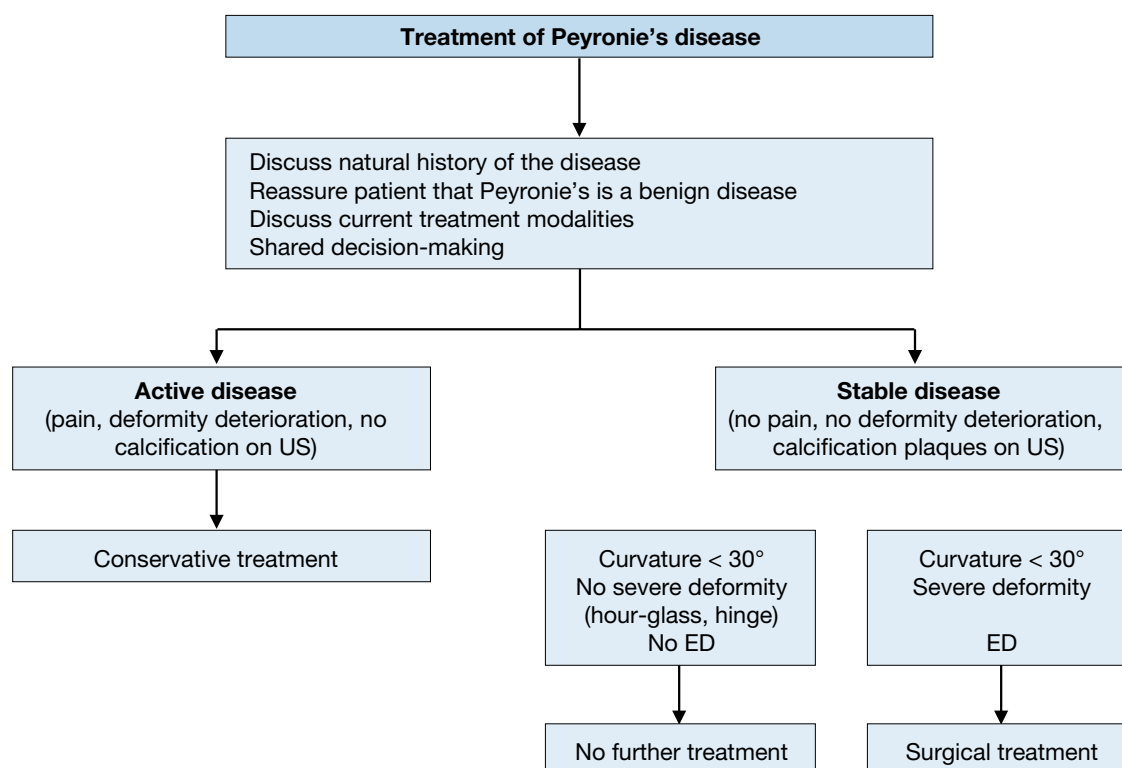 Treatment of Peyronie's disease
Discuss natural history of the disease
Reassure patient that Peyronie's is a benign disease
Discuss current treatment modalities
Shared decision-making
Active disease
(pain, deformity deterioration, no
calcification on US)
Stable disease
(no pain, no deformity deterioration,
calcification plaques on US)
Conservative treatment
Curvature < 30°
No severe deformity
(hour-glass, hinge)
No ED
Curvature < 30°
Severe deformity
ED
No further treatment
Surgical treatment